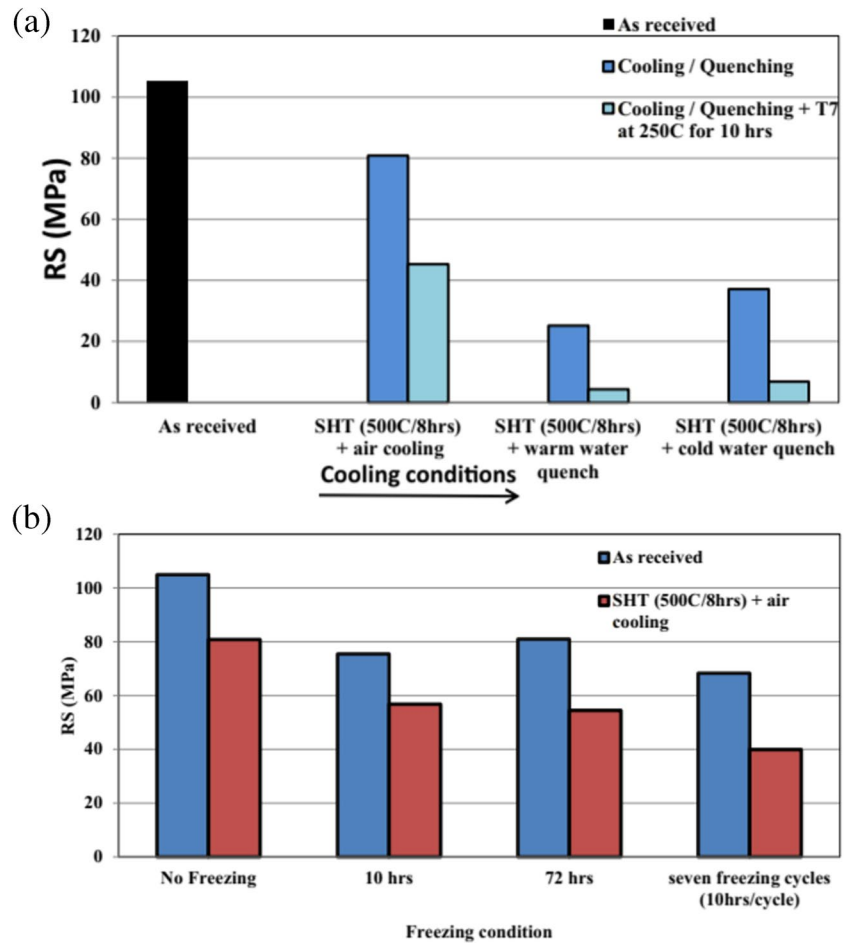 (a)
As received
Cooling / Quenching
Cooling / Quenching + T7
at 250C for 10 hrs
RS (MPa)
120
100
80
60
40
20
0
As received
SHT (500C/8hrs)
+ air cooling
SHT (500C/8hrs)
+ warm water
quench
SHT (500C/8hrs)
+ cold water quench
Cooling conditions
(b)
As received
SHT (500C/8hrs) + air
cooling
RS (MPa)
120
100
80
60
40
20
0
No Freezing
10 hrs
72 hrs
seven freezing cycles
(10hrs/cycle)
Freezing condition